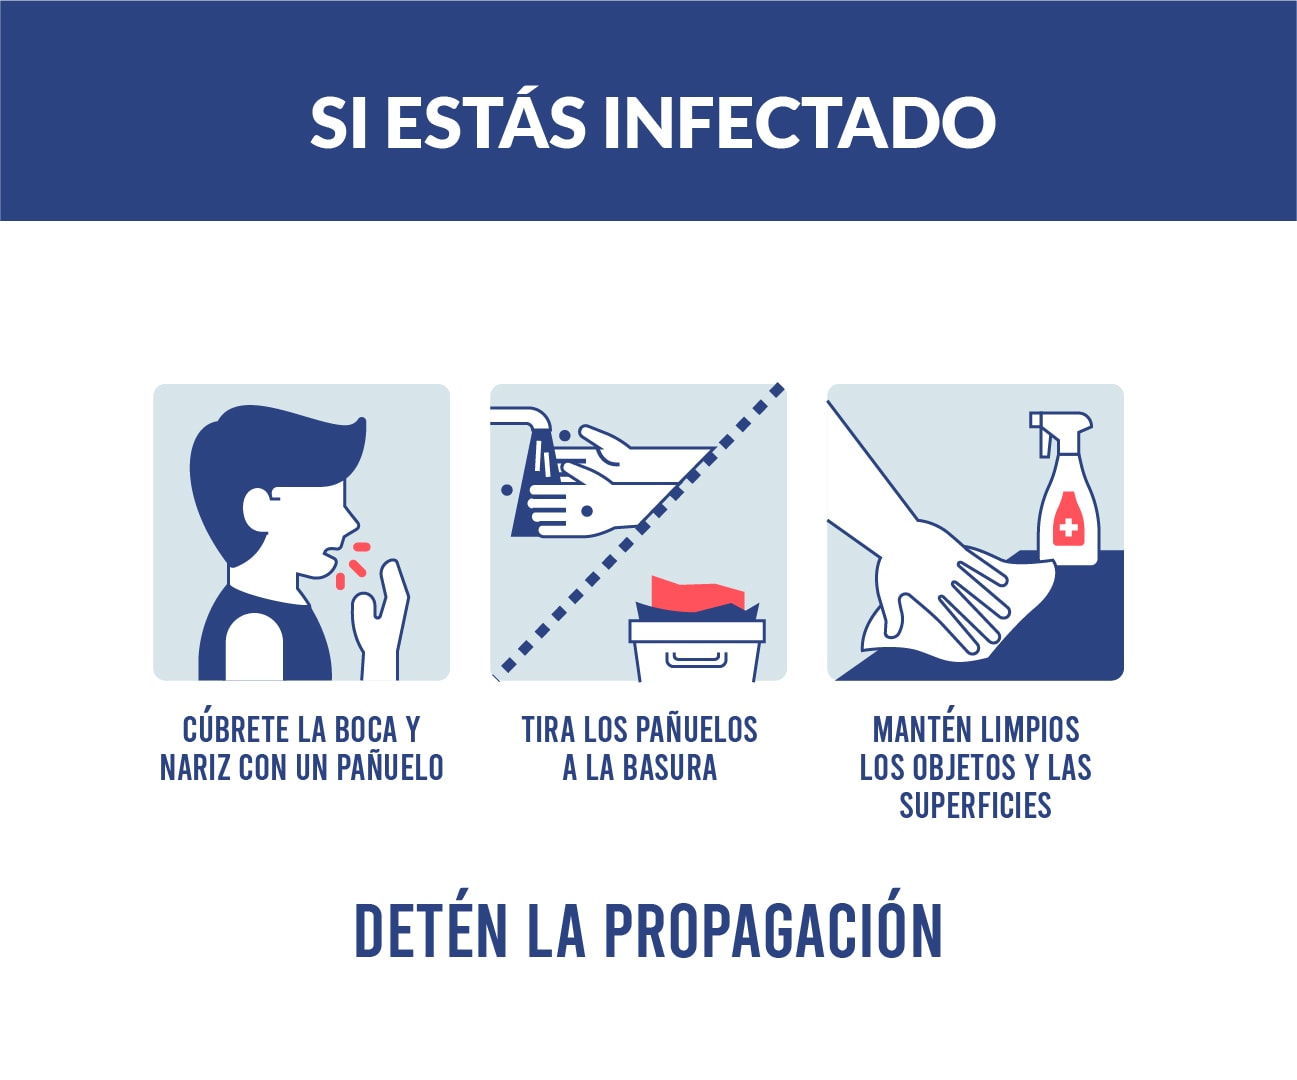 SI ESTÁS INFECTADO
CÚBRETE LA BOCA Y
NARIZ CON UN PAÑUELO
TIRA LOS PAÑUELOS
A LA BASURA
MANTÉN LIMPIOS
LOS OBJETOS Y LAS
SUPERFICIES
DETÉN LA PROPAGACIÓN